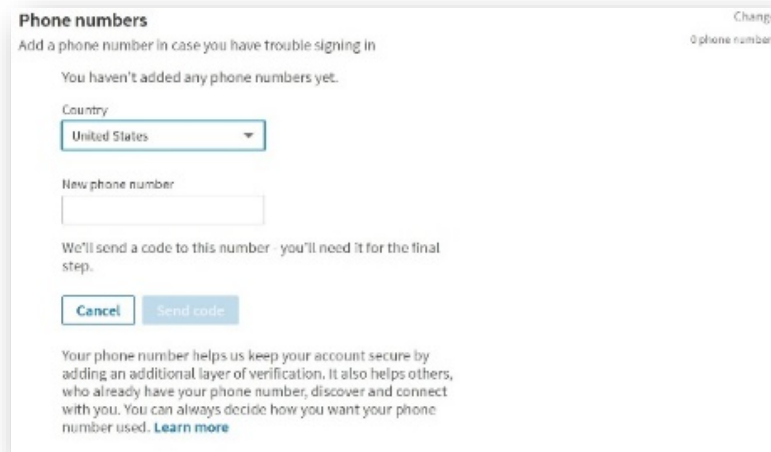 Phone numbers
Change
Add a phone number in case you have trouble signing in
0 phone number
You haven't added any phone numbers yet.
Country
United States
New phone number
We'll send a code to this number - you'll need it for the final
step.
Cancel
Send code
Your phone number helps us keep your account secure by
adding an additional layer of verification. It also helps others,
who already have your phone number, discover and connect
with you. You can always decide how you want your phone
number used. Learn more